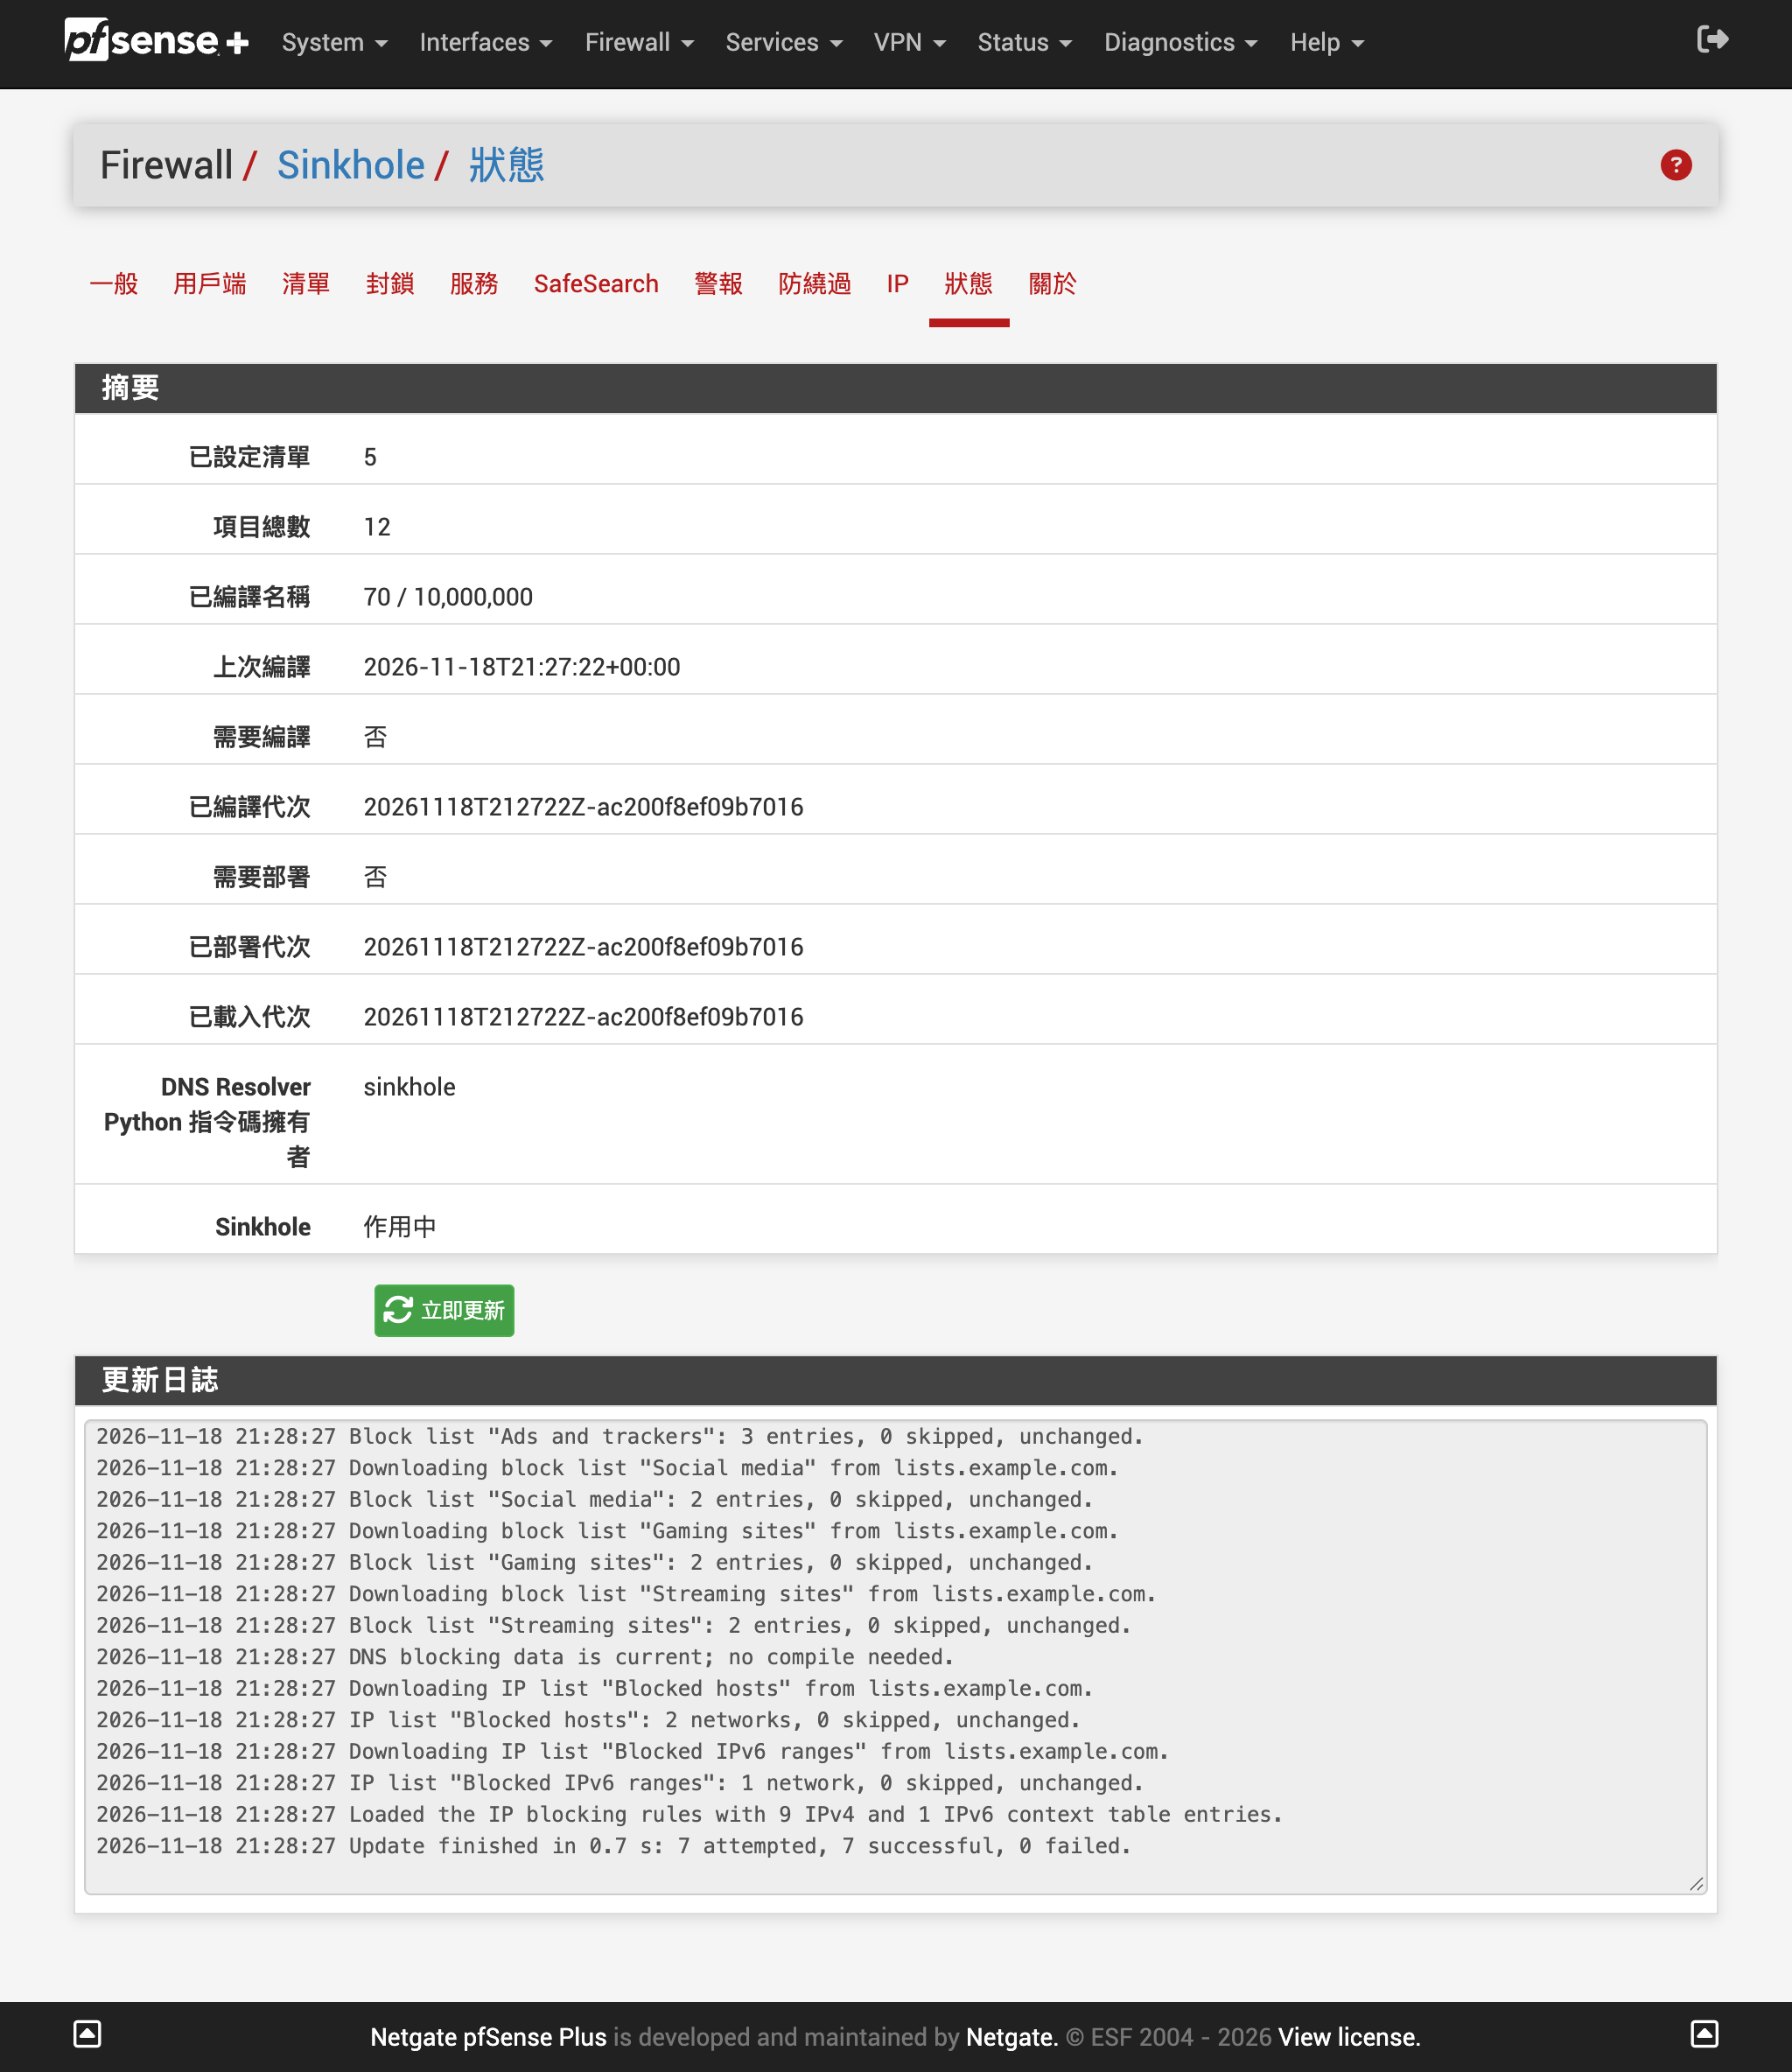 pfsense +
System
Interfaces
Firewall
Services
VPN
Status
Diagnostics
Help
Firewall / Sinkhole / 狀態
?
一般 用戶端 清單 封鎖 服務 SafeSearch 警報 防繞過 IP 狀態 關於
摘要
已設定清單 5
項目總數 12
已編譯名稱 70 / 10,000,000
上次編譯 2026-11-18T21:27:22+00:00
需要編譯 否
已編譯代次 20261118T212722Z-ac200f8ef09b7016
需要部署 否
已部署代次 20261118T212722Z-ac200f8ef09b7016
已載入代次 20261118T212722Z-ac200f8ef09b7016
DNS Resolver sinkhole
Python 指令碼擁有
者
Sinkhole 作用中
立即更新
更新日誌
2026-11-18 21:28:27 Block list "Ads and trackers": 3 entries, 0 skipped, unchanged.
2026-11-18 21:28:27 Downloading block list "Social media" from lists.example.com.
2026-11-18 21:28:27 Block list "Social media": 2 entries, 0 skipped, unchanged.
2026-11-18 21:28:27 Downloading block list "Gaming sites" from lists.example.com.
2026-11-18 21:28:27 Block list "Gaming sites": 2 entries, 0 skipped, unchanged.
2026-11-18 21:28:27 Downloading block list "Streaming sites" from lists.example.com.
2026-11-18 21:28:27 Block list "Streaming sites": 2 entries, 0 skipped, unchanged.
2026-11-18 21:28:27 DNS blocking data is current; no compile needed.
2026-11-18 21:28:27 Downloading IP list "Blocked hosts" from lists.example.com.
2026-11-18 21:28:27 IP list "Blocked hosts": 2 networks, 0 skipped, unchanged.
2026-11-18 21:28:27 Downloading IP list "Blocked IPv6 ranges" from lists.example.com.
2026-11-18 21:28:27 IP list "Blocked IPv6 ranges": 1 network, 0 skipped, unchanged.
2026-11-18 21:28:27 Loaded the IP blocking rules with 9 IPv4 and 1 IPv6 context table entries.
2026-11-18 21:28:27 Update finished in 0.7 s: 7 attempted, 7 successful, 0 failed.
Netgate pfSense Plus is developed and maintained by Netgate. © ESF 2004 - 2026 View license.